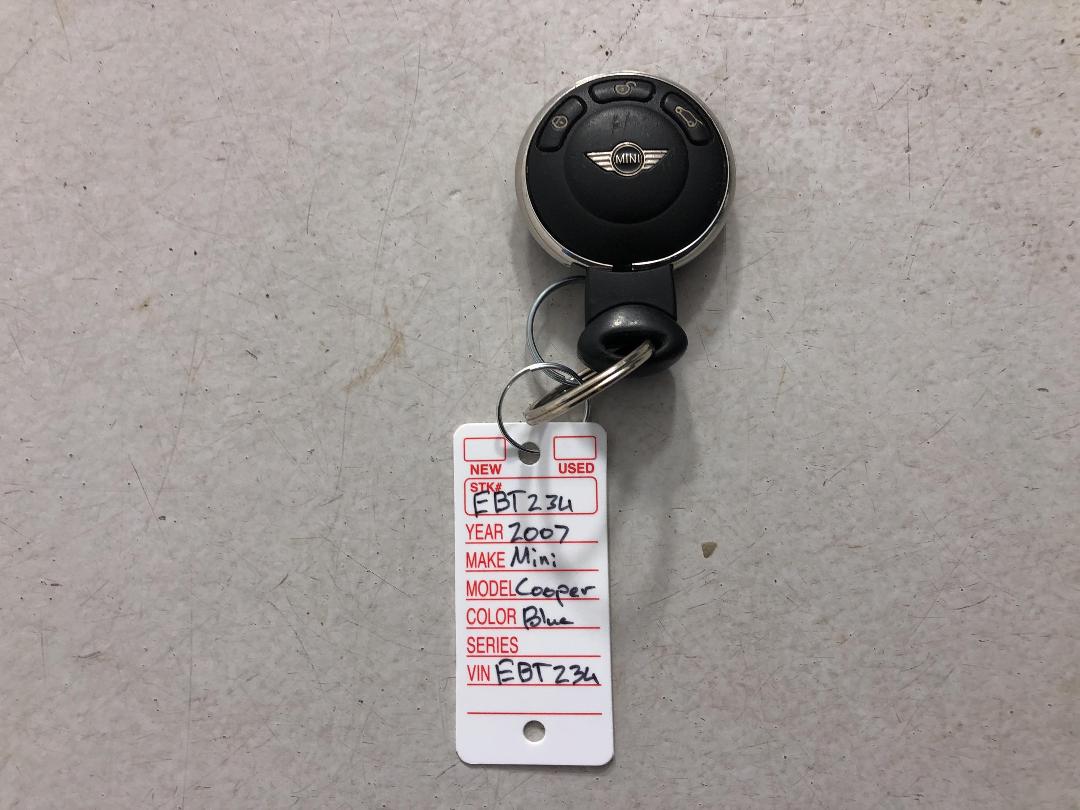 MINI
NEW USED
STK#
EBT234
YEAR 2007
MAKE Mini
MODEL Cooper
COLOR Blue
SERIES
VIN EBT234